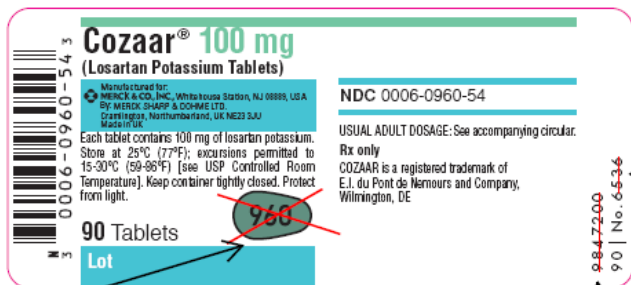 Cozaar® 100 mg
(Losartan Potassium Tablets)
Manufactured for:
MERCK & CO., INC., Whitehouse Station, NJ 08889, USA
By: MERCK SHARP & DOHME LTD.
Cramlington, Northumberland, UK NE23 3JU
Made in UK
Each tablet contains 100 mg of losartan potassium.
Store at 25ºC (77ºF); excursions permitted to
15-30ºC (59-86ºF) [see USP Controlled Room
Temperature]. Keep container tightly closed. Protect
from light.
960
90 Tablets
Lot
N 3 0006-0960-54 3
NDC 0006-0960-54
USUAL ADULT DOSAGE: See accompanying circular.
Rx only
COZAAR is a registered trademark of
E.I. du Pont de Nemours and Company,
Wilmington, DE
9847200
90 | No. 6536